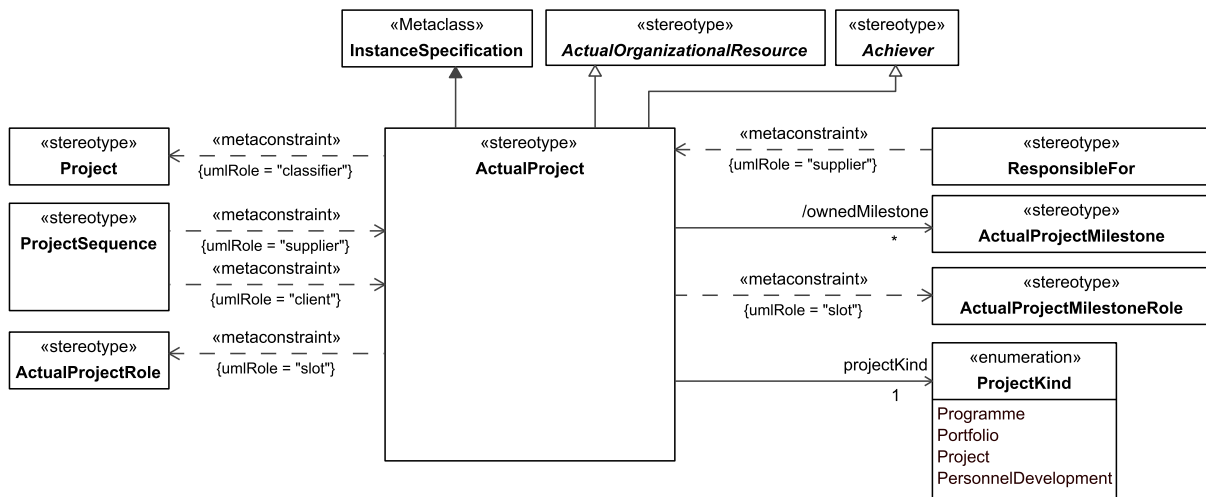 «Metaclass»
InstanceSpecification
«stereotype»
ActualOrganizationalResource
«stereotype»
Achiever
«stereotype»
Project
«metaconstraint»
{umlRole = "classifier"}
«stereotype»
ProjectSequence
«metaconstraint»
{umlRole = "supplier"}
«metaconstraint»
{umlRole = "client"}
«stereotype»
ActualProjectRole
«metaconstraint»
{umlRole = "slot"}
«stereotype»
ActualProject
«metaconstraint»
{umlRole = "supplier"}
«stereotype»
ResponsibleFor
/ownedMilestone
*
«stereotype»
ActualProjectMilestone
«metaconstraint»
{umlRole = "slot"}
«stereotype»
ActualProjectMilestoneRole
projectKind
1
«enumeration»
ProjectKind
Programme
Portfolio
Project
PersonnelDevelopment